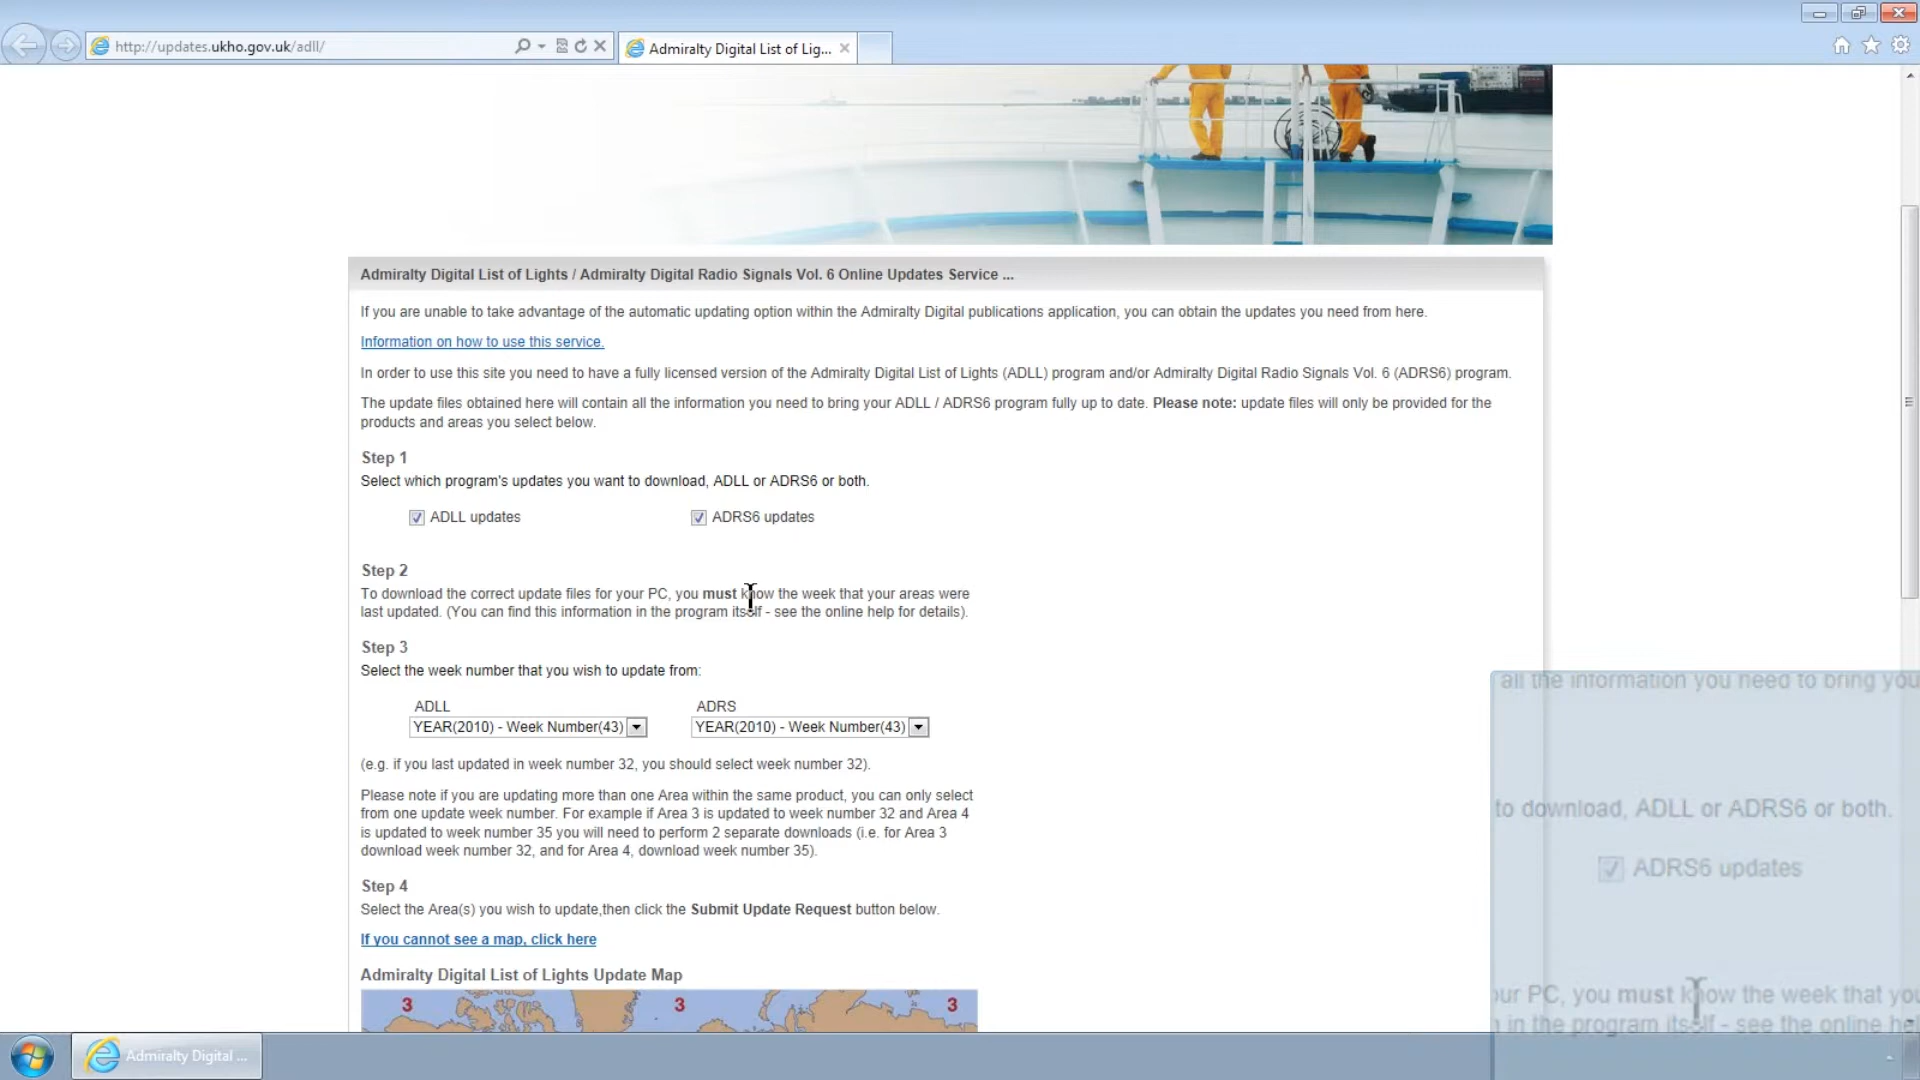 http://updates.ukho.gov.uk/adll/
Admiralty Digital List of Lig...
Admiralty Digital List of Lights / Admiralty Digital Radio Signals Vol. 6 Online Updates Service ...
If you are unable to take advantage of the automatic updating option within the Admiralty Digital publications application, you can obtain the updates you need from here.
Information on how to use this service.
In order to use this site you need to have a fully licensed version of the Admiralty Digital List of Lights (ADLL) program and/or Admiralty Digital Radio Signals Vol. 6 (ADRS6) program.
The update files obtained here will contain all the information you need to bring your ADLL / ADRS6 program fully up to date. Please note: update files will only be provided for the
products and areas you select below.
Step 1
Select which program's updates you want to download, ADLL or ADRS6 or both.
ADLL updates
ADRS6 updates
Step 2
To download the correct update files for your PC, you must know the week that your areas were
last updated. (You can find this information in the program itself - see the online help for details).
Step 3
Select the week number that you wish to update from:
ADLL
ADRS
YEAR(2010) - Week Number(43)
YEAR(2010) - Week Number(43)
(e.g. if you last updated in week number 32, you should select week number 32).
Please note if you are updating more than one Area within the same product, you can only select
from one update week number. For example if Area 3 is updated to week number 32 and Area 4
is updated to week number 35 you will need to perform 2 separate downloads (i.e. for Area 3
download week number 32, and for Area 4, download week number 35).
Step 4
Select the Area(s) you wish to update,then click the Submit Update Request button below.
If you cannot see a map, click here
Admiralty Digital List of Lights Update Map
3 3 3
all the information you need to bring you
to download, ADLL or ADRS6 or both.
ADRS6 updates
ur PC, you must know the week that you
in the program itself - see the online hel
Admiralty Digital ...